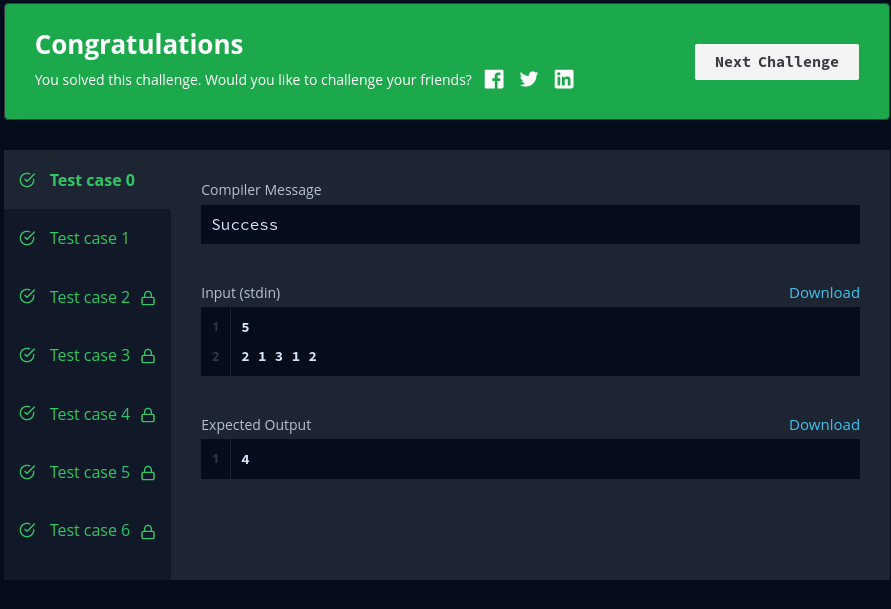 Congratulations
You solved this challenge. Would you like to challenge your friends?
Next Challenge
Test case 0
Test case 1
Test case 2
Test case 3
Test case 4
Test case 5
Test case 6
Compiler Message
Success
Input (stdin)
Download
1 5
2 2 1 3 1 2
Expected Output
Download
1 4